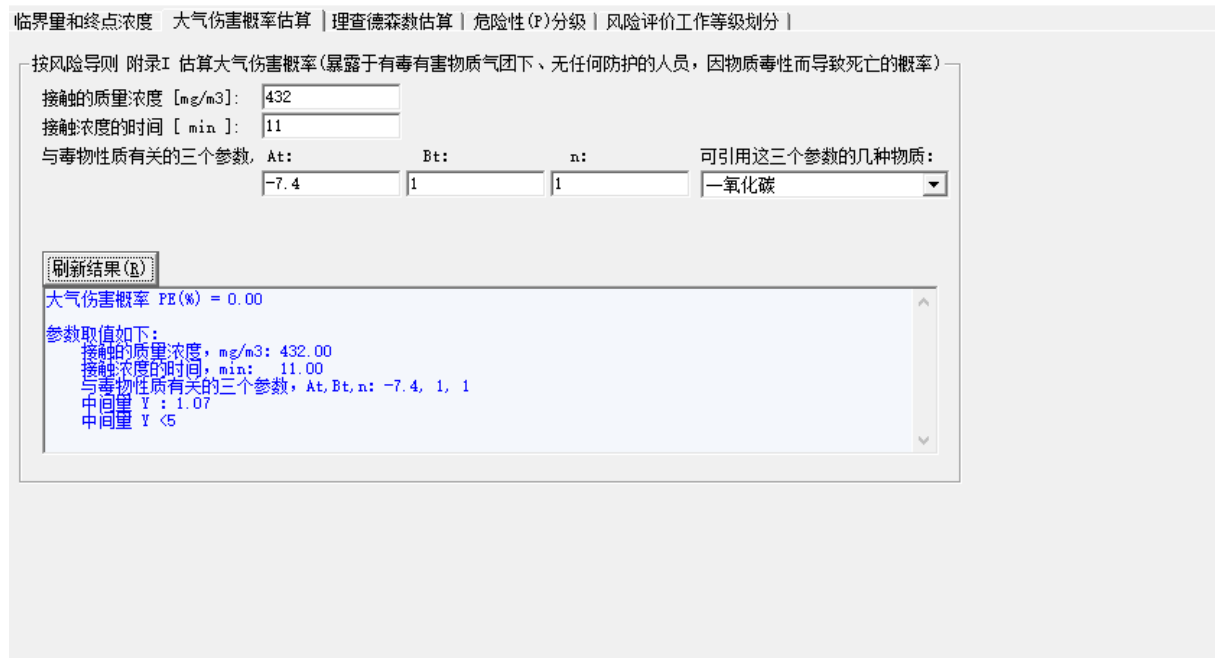 临界量和终点浓度 大气伤害概率估算 理查德森数估算 危险性(P)分级 风险评价工作等级划分
按风险导则 附录I 估算大气伤害概率(暴露于有毒有害物质气团下、无任何防护的人员，因物质毒性而导致死亡的概率)
接触的质量浓度 [mg/m3]: 432
接触浓度的时间 [ min ]: 11
与毒物性质有关的三个参数, At: Bt: n: 可引用这三个参数的几种物质:
-7.4 1 1 一氧化碳
刷新结果(R)
大气伤害概率 PE(%) = 0.00
参数取值如下:
接触的质量浓度，mg/m3: 432.00
接触浓度的时间，min: 11.00
与毒物性质有关的三个参数，At,Bt,n: -7.4, 1, 1
中间量 Y : 1.07
中间量 Y <5